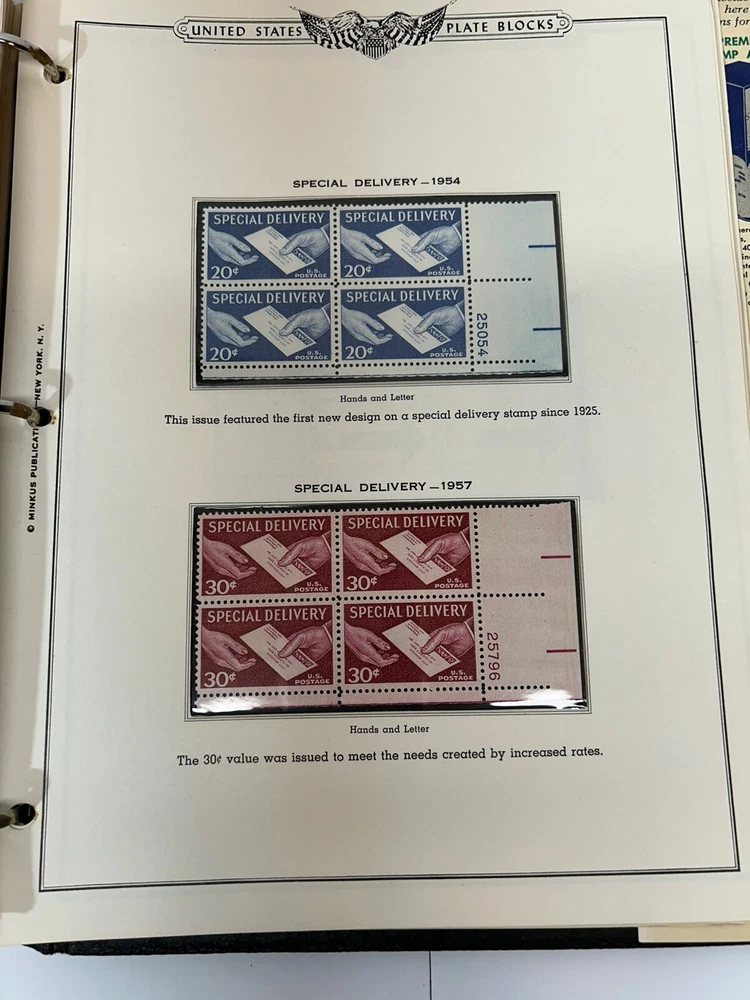 UNITED STATES PLATE BLOCKS
SPECIAL DELIVERY — 1954
SPECIAL DELIVERY
20¢
U.S. POSTAGE
SPECIAL DELIVERY
20¢
U.S. POSTAGE
SPECIAL DELIVERY
20¢
U.S. POSTAGE
SPECIAL DELIVERY
20¢
U.S. POSTAGE
25054
Hands and Letter
This issue featured the first new design on a special delivery stamp since 1925.
SPECIAL DELIVERY — 1957
SPECIAL DELIVERY
30¢
U.S. POSTAGE
SPECIAL DELIVERY
30¢
U.S. POSTAGE
SPECIAL DELIVERY
30¢
U.S. POSTAGE
SPECIAL DELIVERY
30¢
U.S. POSTAGE
25796
Hands and Letter
The 30¢ value was issued to meet the needs created by increased rates.
© MINKUS PUBLICATI NEW YORK. N. Y.
here